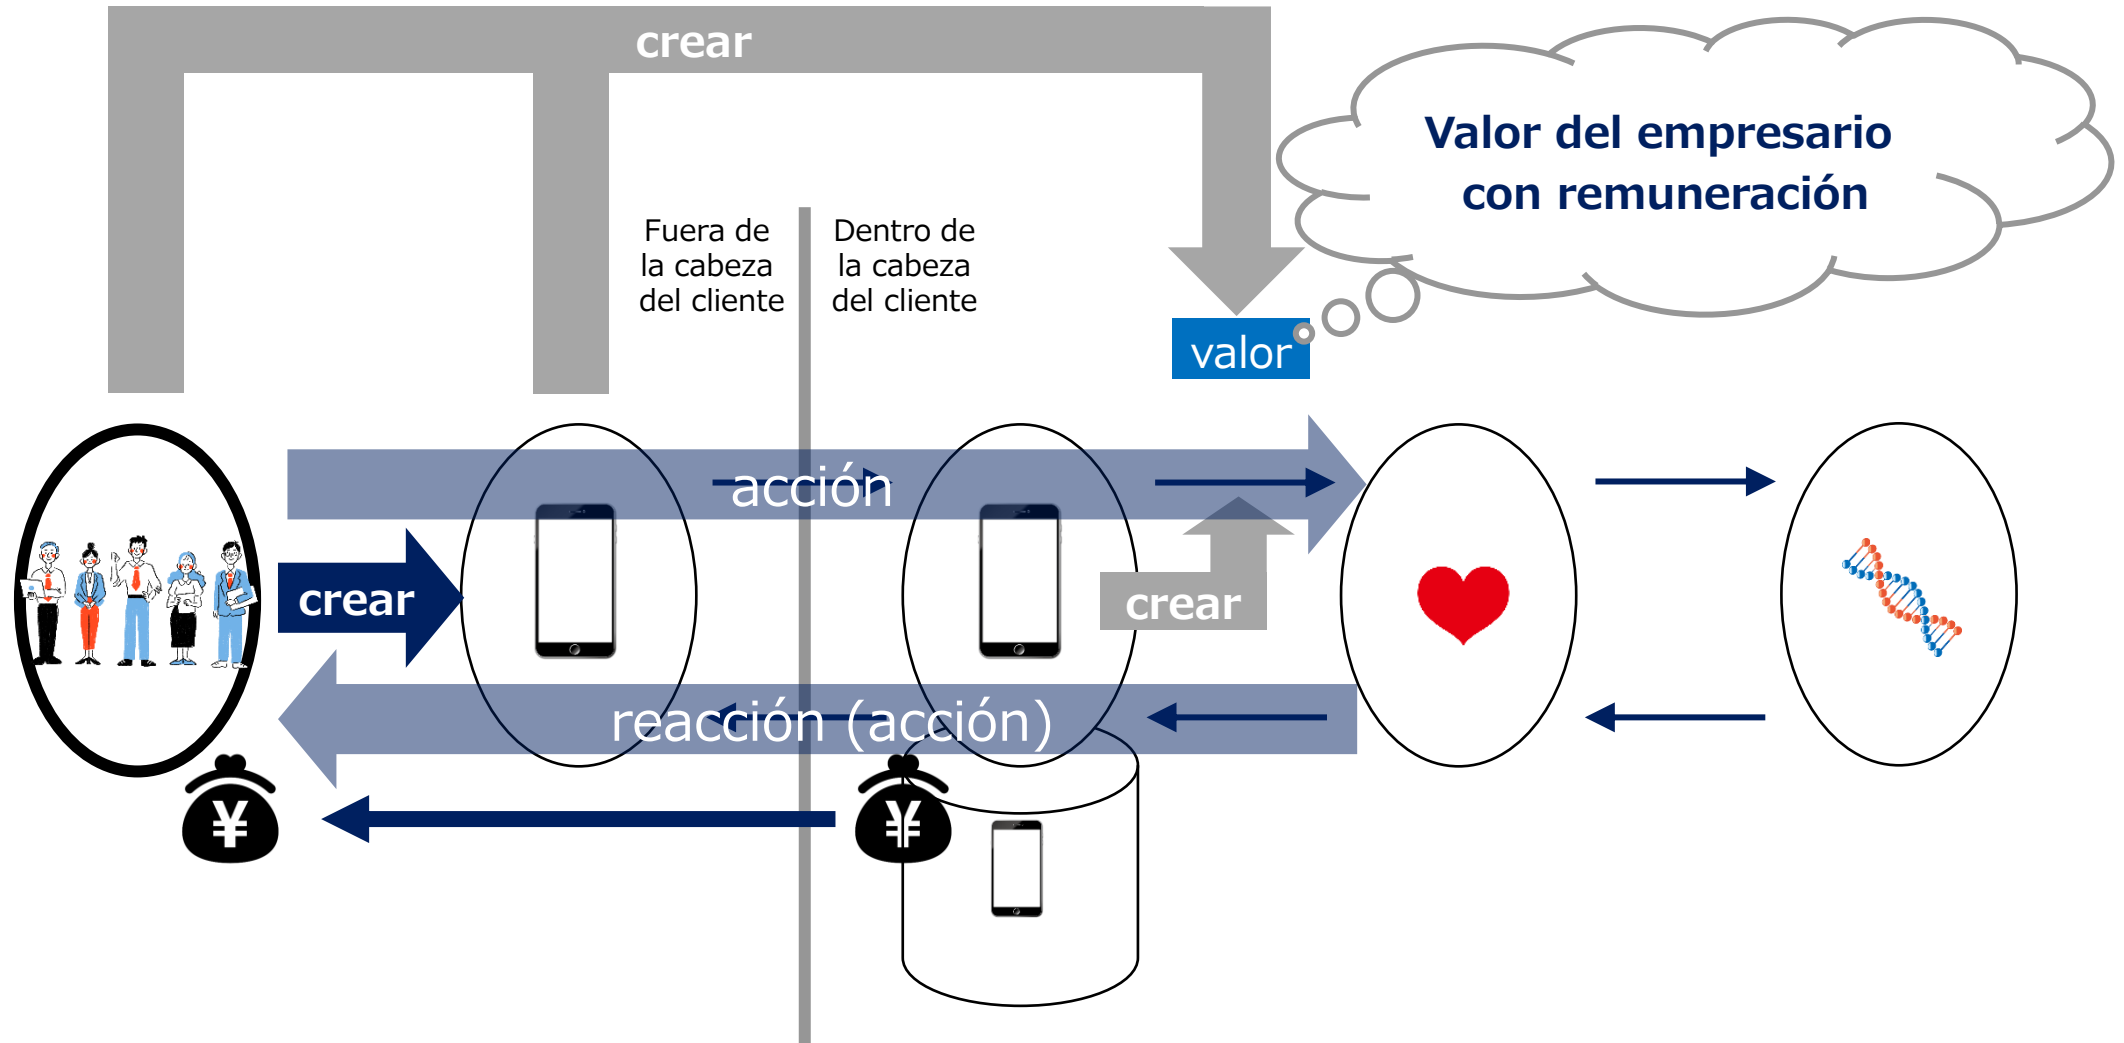 crear
Valor del empresario
con remuneración
Fuera de
la cabeza
del cliente
Dentro de
la cabeza
del cliente
valor
acción
crear
crear
reacción (acción)
¥
¥